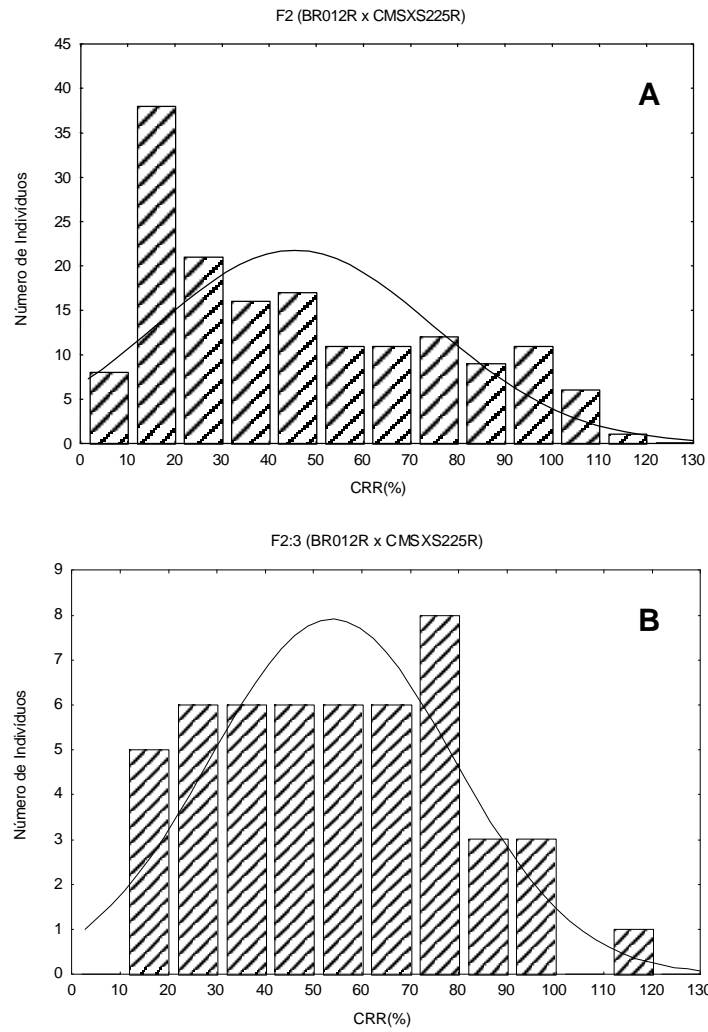 F2 (BR012R x CMSXS225R)
A
Número de Indivíduos
45
40
35
30
25
20
15
10
5
0
0 10 20 30 40 50 60 70 80 90 100 110 120 130
CRR(%)
F2:3 (BR012R x CMSXS225R)
B
Número de Indivíduos
9
8
7
6
5
4
3
2
1
0
0 10 20 30 40 50 60 70 80 90 100 110 120 130
CRR(%)